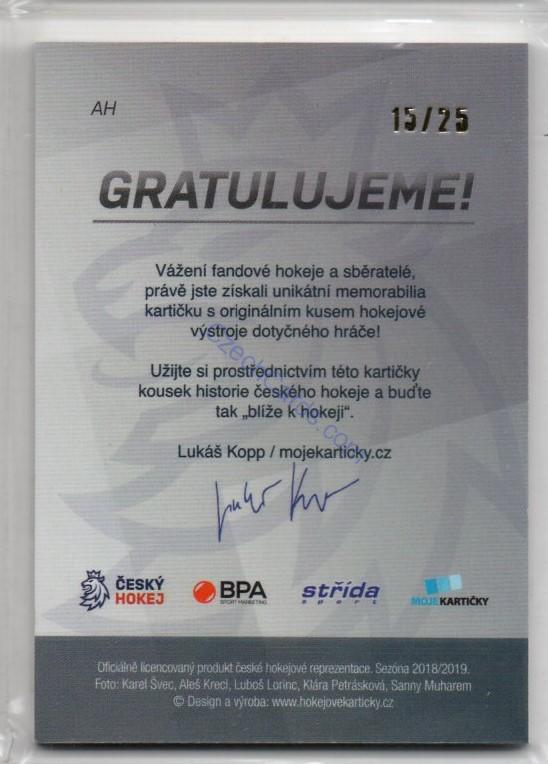 AH
15/25
GRATULUJEME!
Vážení fandové hokeje a sběratelé,
právě jste získali unikátní memorabilia
kartičku s originálním kusem hokejové
výstroje dotyčného hráče!
Užijte si prostřednictvím této kartičky
kousek historie českého hokeje a buďte
tak „blíže k hokeji“.
czechcards.com
Lukáš Kopp / mojekarticky.cz
ČESKÝ
HOKEJ
BPA
SPORT MARKETING
střída
sport
MOJEKARTIČKY
Oficiálně licencovaný produkt české hokejové reprezentace. Sezóna 2018/2019.
Foto: Karel Švec, Aleš Krecl, Luboš Lorinc, Klára Petrásková, Sanny Muharem
© Design a výroba: www.hokejovekarticky.cz